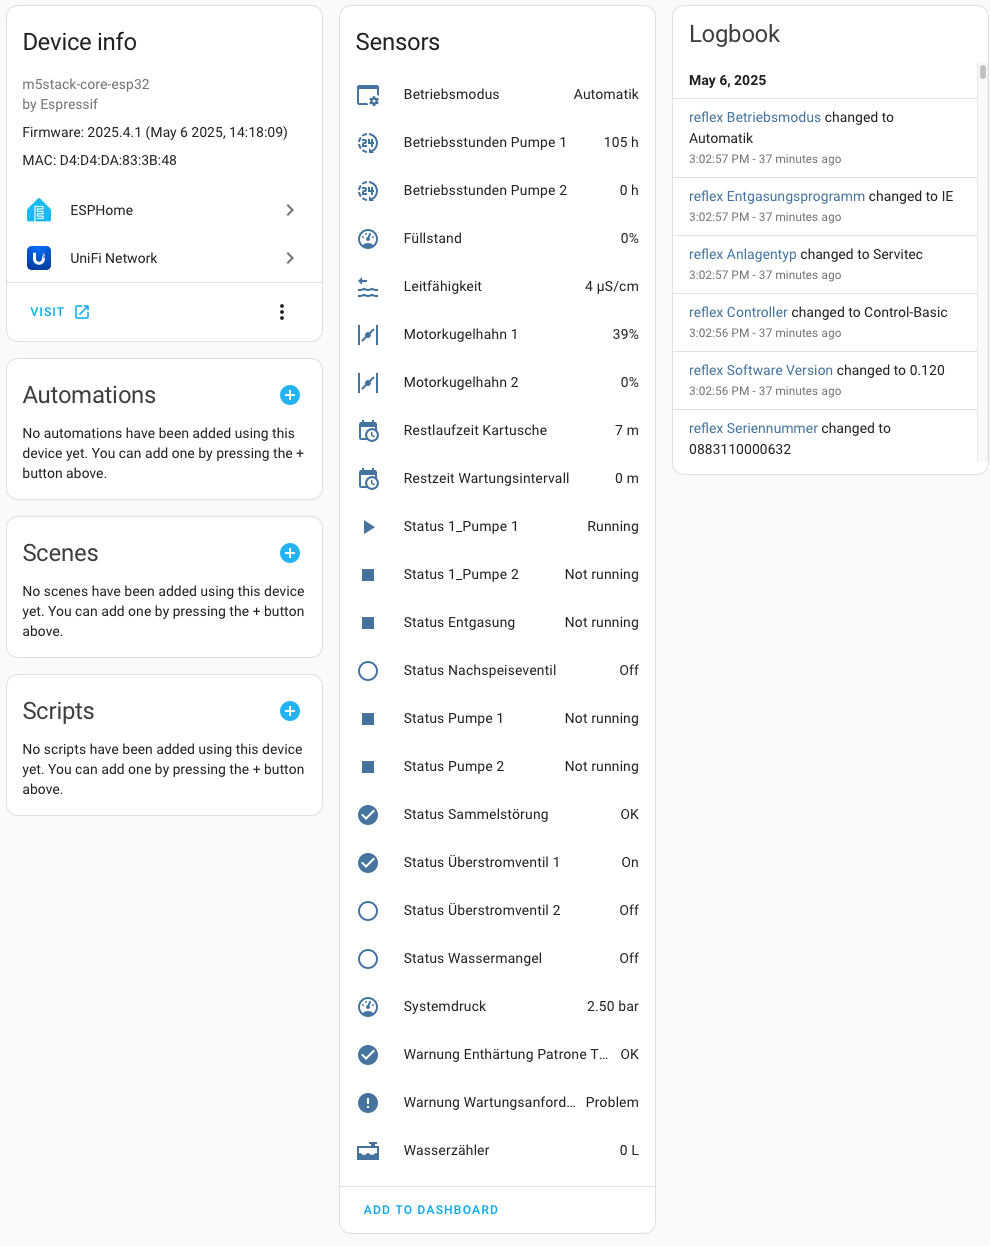 Device info
m5stack-core-esp32
by Espressif
Firmware: 2025.4.1 (May 6 2025, 14:18:09)
MAC: D4:D4:DA:83:3B:48
ESPHome
UniFi Network
VISIT
Automations
No automations have been added using this
device yet. You can add one by pressing the +
button above.
Scenes
No scenes have been added using this device
yet. You can add one by pressing the + button
above.
Scripts
No scripts have been added using this device
yet. You can add one by pressing the + button
above.
Sensors
Betriebsmodus Automatik
Betriebsstunden Pumpe 1 105 h
Betriebsstunden Pumpe 2 0 h
Füllstand 0%
Leitfähigkeit 4 µS/cm
Motorkugelhahn 1 39%
Motorkugelhahn 2 0%
Restlaufzeit Kartusche 7 m
Restzeit Wartungsintervall 0 m
Status 1_Pumpe 1 Running
Status 1_Pumpe 2 Not running
Status Entgasung Not running
Status Nachspeiseventil Off
Status Pumpe 1 Not running
Status Pumpe 2 Not running
Status Sammelstörung OK
Status Überstromventil 1 On
Status Überstromventil 2 Off
Status Wassermangel Off
Systemdruck 2.50 bar
Warnung Enthärtung Patrone T... OK
Warnung Wartungsanford... Problem
Wasserzähler 0 L
ADD TO DASHBOARD
Logbook
May 6, 2025
reflex Betriebsmodus changed to
Automatik
3:02:57 PM - 37 minutes ago
reflex Entgasungsprogramm changed to IE
3:02:57 PM - 37 minutes ago
reflex Anlagentyp changed to Servitec
3:02:57 PM - 37 minutes ago
reflex Controller changed to Control-Basic
3:02:56 PM - 37 minutes ago
reflex Software Version changed to 0.120
3:02:56 PM - 37 minutes ago
reflex Seriennummer changed to
0883110000632